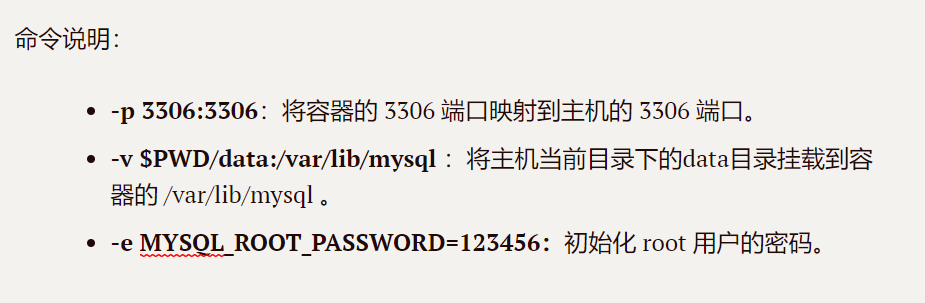 命令说明：
-p 3306:3306：将容器的 3306 端口映射到主机的 3306 端口。
-v $PWD/data:/var/lib/mysql ：将主机当前目录下的data目录挂载到容
器的 /var/lib/mysql 。
-e MYSQL_ROOT_PASSWORD=123456：初始化 root 用户的密码。